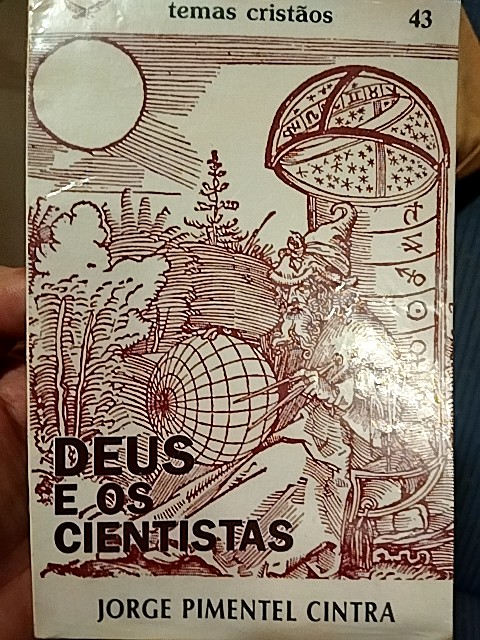 temas cristãos
43
DEUS
E OS
CIENTISTAS
JORGE PIMENTEL CINTRA